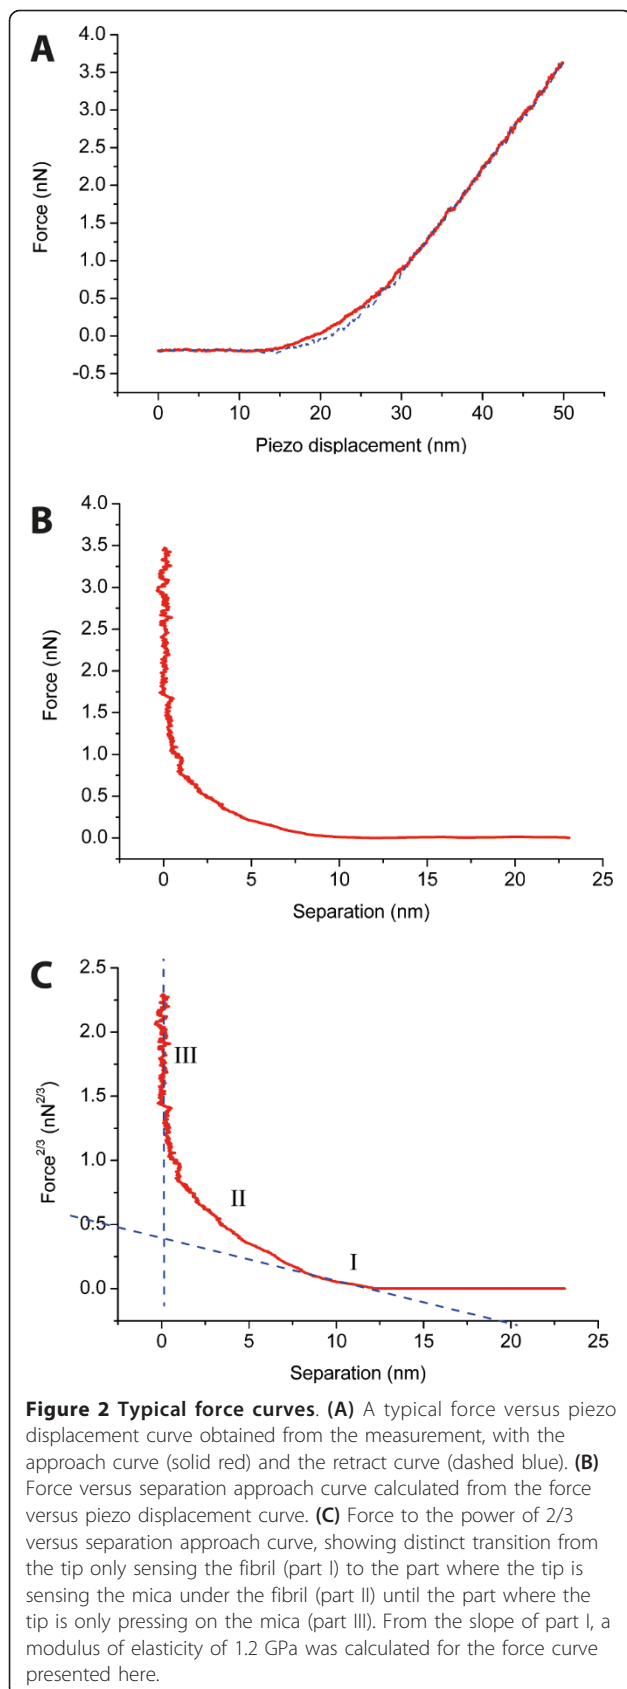 A
4.0
3.5
3.0
2.5
2.0
1.5
1.0
0.5
0.0
-0.5
Force (nN)
0 10 20 30 40 50
Piezo displacement (nm)
B
4.0
3.5
3.0
2.5
2.0
1.5
1.0
0.5
0.0
Force (nN)
0 5 10 15 20 25
Separation (nm)
C
2.5
2.0
1.5
1.0
0.5
0.0
Force2/3 (nN2/3)
III
II
I
0 5 10 15 20 25
Separation (nm)
Figure 2 Typical force curves. (A) A typical force versus piezo
displacement curve obtained from the measurement, with the
approach curve (solid red) and the retract curve (dashed blue). (B)
Force versus separation approach curve calculated from the force
versus piezo displacement curve. (C) Force to the power of 2/3
versus separation approach curve, showing distinct transition from
the tip only sensing the fibril (part I) to the part where the tip is
sensing the mica under the fibril (part II) until the part where the
tip is only pressing on the mica (part III). From the slope of part I, a
modulus of elasticity of 1.2 GPa was calculated for the force curve
presented here.